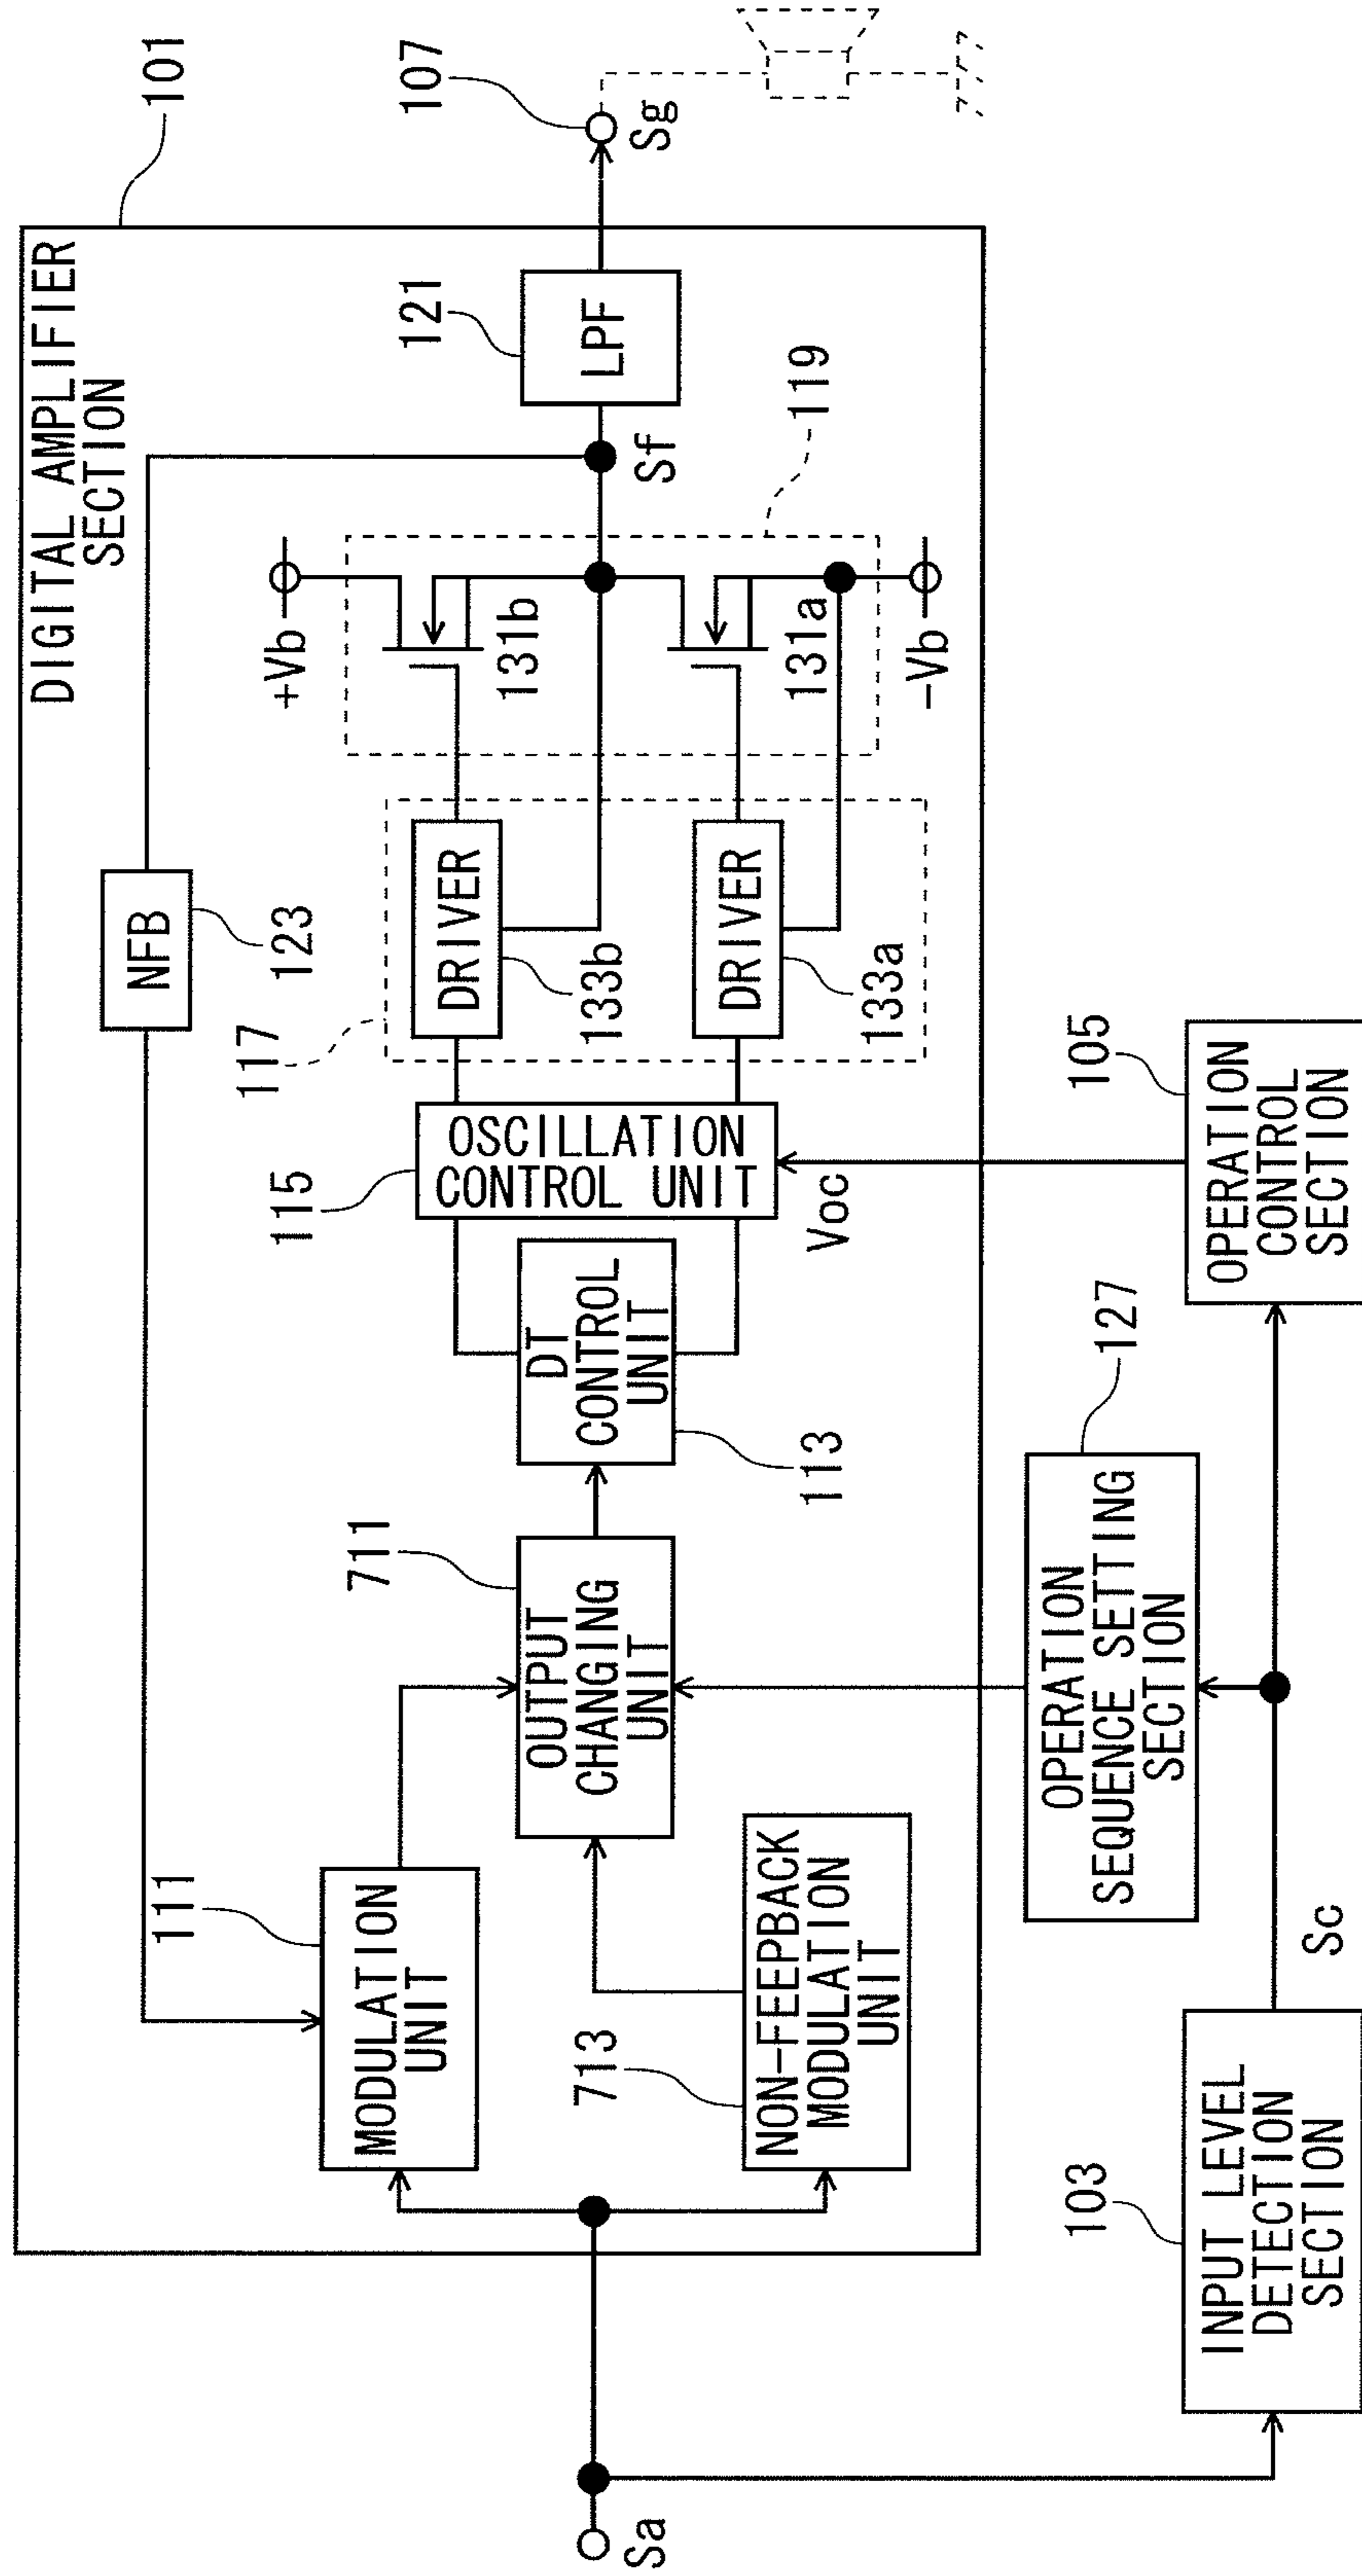 DIGITAL AMPLIFIER
SECTION
101
111
MODULATION
UNIT
NFB
123
711
OUTPUT
CHANGING
UNIT
713
NON-FEEPBACK
MODULATION
UNIT
DT
CONTROL
UNIT
113
115
OSCILLATION
CONTROL UNIT
Voc
117
DRIVER
133b
DRIVER
133a
+Vb
131b
131a
-Vb
119
Sf
121
LPF
107
Sg
Sa
103
INPUT LEVEL
DETECTION
SECTION
Sc
127
OPERATION
SEQUENCE SETTING
SECTION
105
OPERATION
CONTROL
SECTION